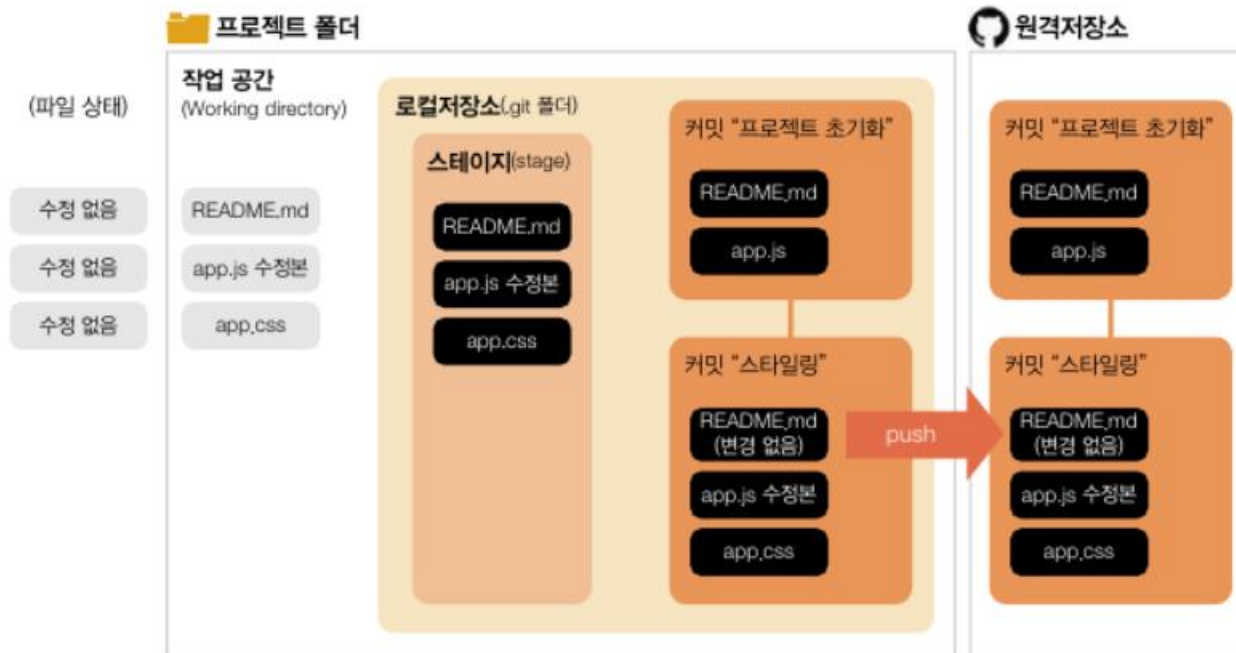 프로젝트 폴더
원격저장소
(파일 상태)
작업 공간
(Working directory)
로컬저장소(.git 폴더)
스테이지(stage)
수정 없음
수정 없음
수정 없음
README.md
app.js 수정본
app.css
README.md
app.js 수정본
app.css
커밋 “프로젝트 초기화”
README.md
app.js
커밋 “스타일링”
README.md
(변경 없음)
app.js 수정본
app.css
push
커밋 “프로젝트 초기화”
README.md
app.js
커밋 “스타일링”
README.md
(변경 없음)
app.js 수정본
app.css